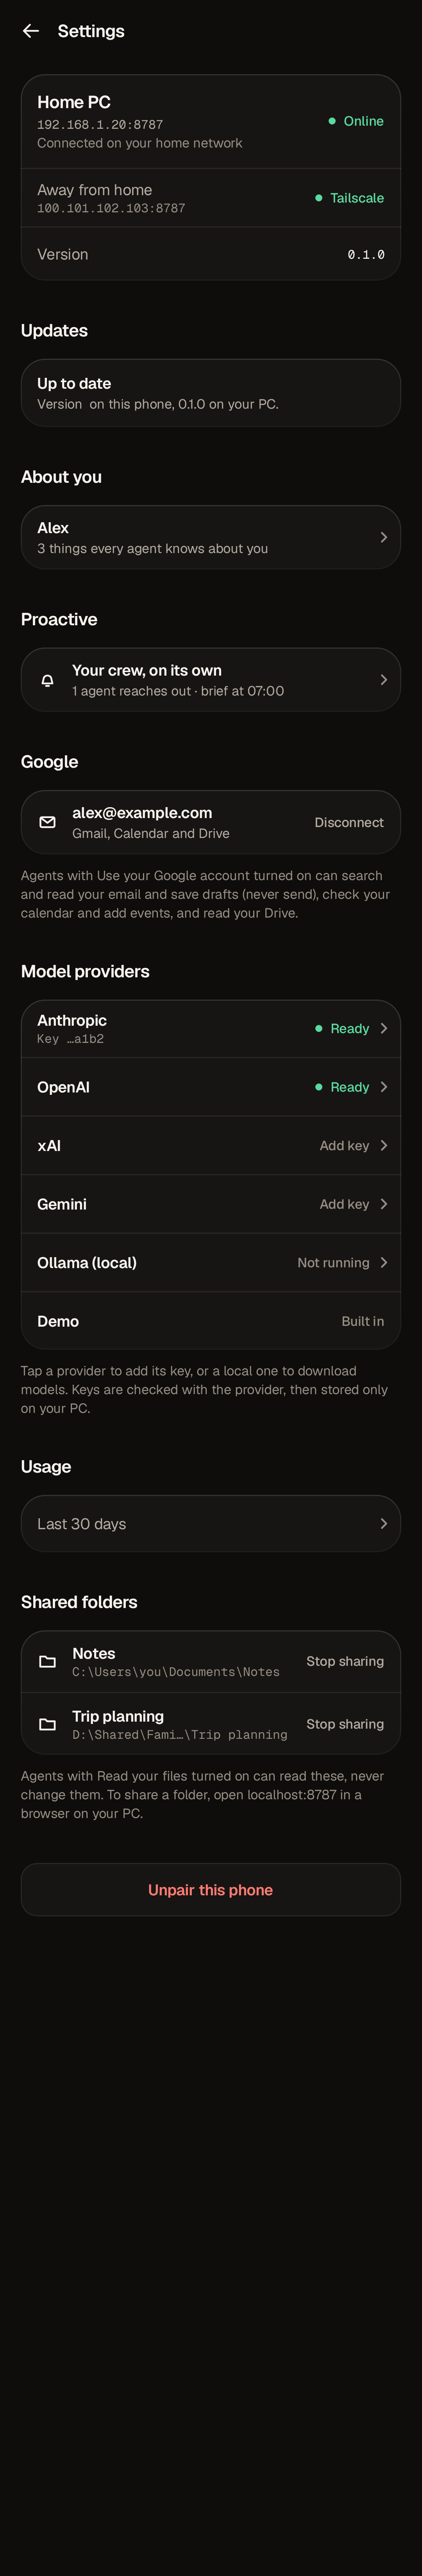 Settings
Home PC
192.168.1.20:8787
Connected on your home network
Online
Away from home
100.101.102.103:8787
Tailscale
Version
0.1.0
Updates
Up to date
Version  on this phone, 0.1.0 on your PC.
About you
Alex
3 things every agent knows about you
Proactive
Your crew, on its own
1 agent reaches out · brief at 07:00
Google
alex@example.com
Gmail, Calendar and Drive
Disconnect
Agents with Use your Google account turned on can search
and read your email and save drafts (never send), check your
calendar and add events, and read your Drive.
Model providers
Anthropic
Key …a1b2
Ready
OpenAI
Ready
xAI
Add key
Gemini
Add key
Ollama (local)
Not running
Demo
Built in
Tap a provider to add its key, or a local one to download
models. Keys are checked with the provider, then stored only
on your PC.
Usage
Last 30 days
Shared folders
Notes
C:\Users\you\Documents\Notes
Stop sharing
Trip planning
D:\Shared\Fami…\Trip planning
Stop sharing
Agents with Read your files turned on can read these, never
change them. To share a folder, open localhost:8787 in a
browser on your PC.
Unpair this phone